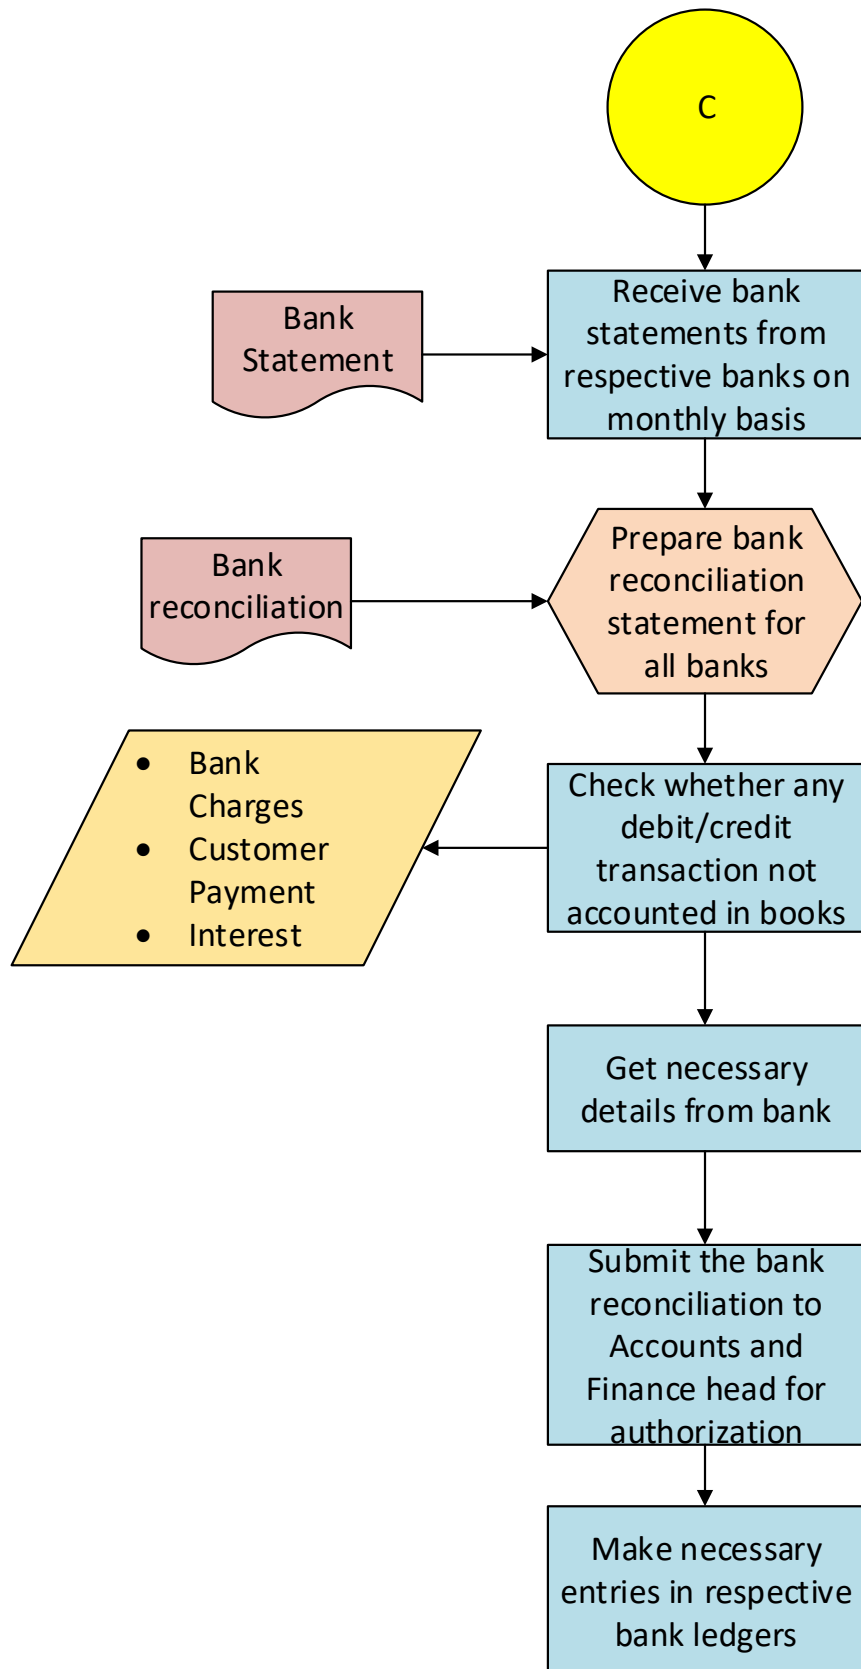 C
Receive bank
statements from
respective banks on
monthly basis
Bank
Statement
Prepare bank
reconciliation
statement for
all banks
Bank
reconciliation
Check whether any
debit/credit
transaction not
accounted in books
• Bank
Charges
• Customer
Payment
• Interest
Get necessary
details from bank
Submit the bank
reconciliation to
Accounts and
Finance head for
authorization
Make necessary
entries in respective
bank ledgers